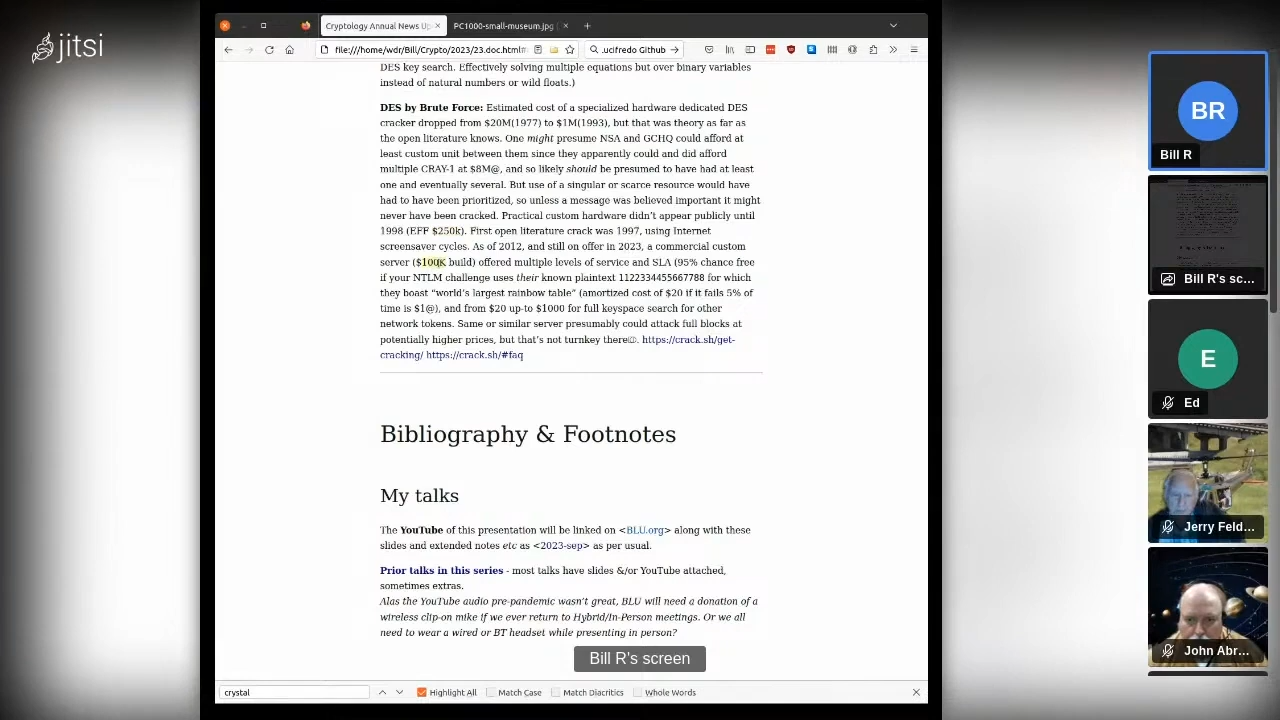 jitsi
Cryptology Annual News Up
PC1000-small-museum.jpg
file:///home/wdr/Bill/Crypto/2023/23.doc.html#
.ucifredo Github
DES key search. Effectively solving multiple equations but over binary variables
instead of natural numbers or wild floats.)
DES by Brute Force: Estimated cost of a specialized hardware dedicated DES
cracker dropped from $20M(1977) to $1M(1993), but that was theory as far as
the open literature knows. One might presume NSA and GCHQ could afford at
least custom unit between them since they apparently could and did afford
multiple CRAY-1 at $8M@, and so likely should be presumed to have had at least
one and eventually several. But use of a singular or scarce resource would have
had to have been prioritized, so unless a message was believed important it might
never have been cracked. Practical custom hardware didn't appear publicly until
1998 (EFF $250k). First open literature crack was 1997, using Internet
screensaver cycles. As of 2012, and still on offer in 2023, a commercial custom
server ($100K build) offered multiple levels of service and SLA (95% chance free
if your NTLM challenge uses their known plaintext 1122334455667788 for which
they boast “world's largest rainbow table” (amortized cost of $20 if it fails 5% of
time is $1@), and from $20 up-to $1000 for full keyspace search for other
network tokens. Same or similar server presumably could attack full blocks at
potentially higher prices, but that's not turnkey there. https://crack.sh/get-
cracking/ https://crack.sh/#faq
Bibliography & Footnotes
My talks
The YouTube of this presentation will be linked on <BLU.org> along with these
slides and extended notes etc as <2023-sep> as per usual.
Prior talks in this series - most talks have slides &/or YouTube attached,
sometimes extras.
Alas the YouTube audio pre-pandemic wasn't great, BLU will need a donation of a
wireless clip-on mike if we ever return to Hybrid/In-Person meetings. Or we all
need to wear a wired or BT headset while presenting in person?
Bill R's screen
crystal
Highlight All
Match Case
Match Diacritics
Whole Words
BR
Bill R
Bill R's sc...
E
Ed
Jerry Feld...
John Abr...